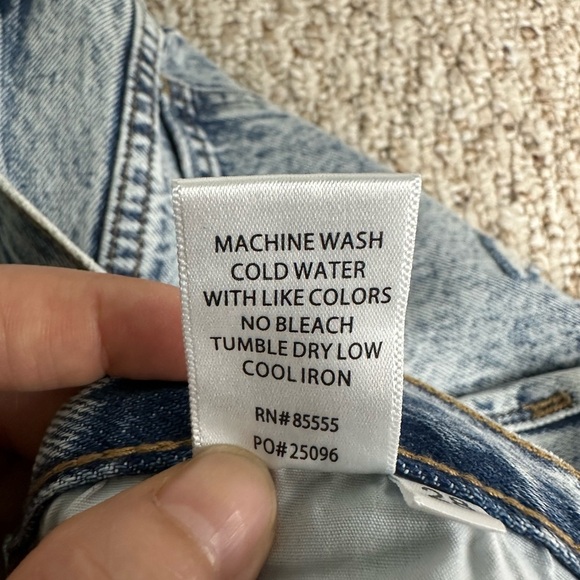 MACHINE WASH
COLD WATER
WITH LIKE COLORS
NO BLEACH
TUMBLE DRY LOW
COOL IRON
RN#85555
PO#25096